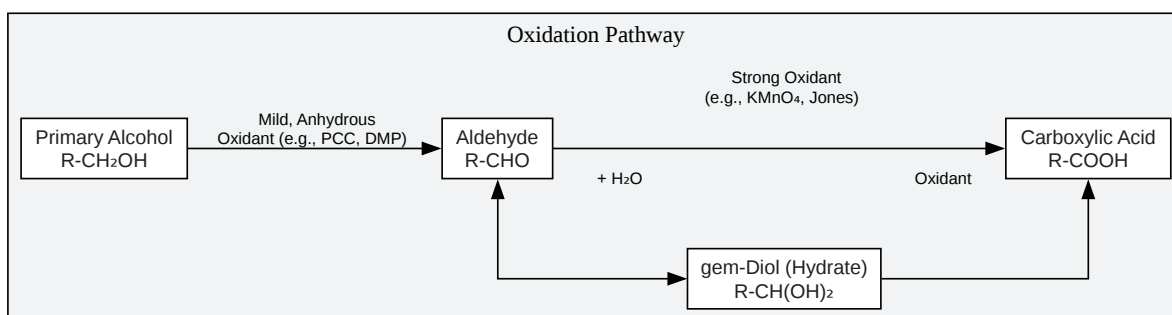 Oxidation Pathway
Strong Oxidant
(e.g., KMnO₄, Jones)
Mild, Anhydrous
Oxidant (e.g., PCC, DMP)
Primary Alcohol
R-CH₂OH
Aldehyde
R-CHO
Carboxylic Acid
R-COOH
+ H₂O
Oxidant
gem-Diol (Hydrate)
R-CH(OH)₂